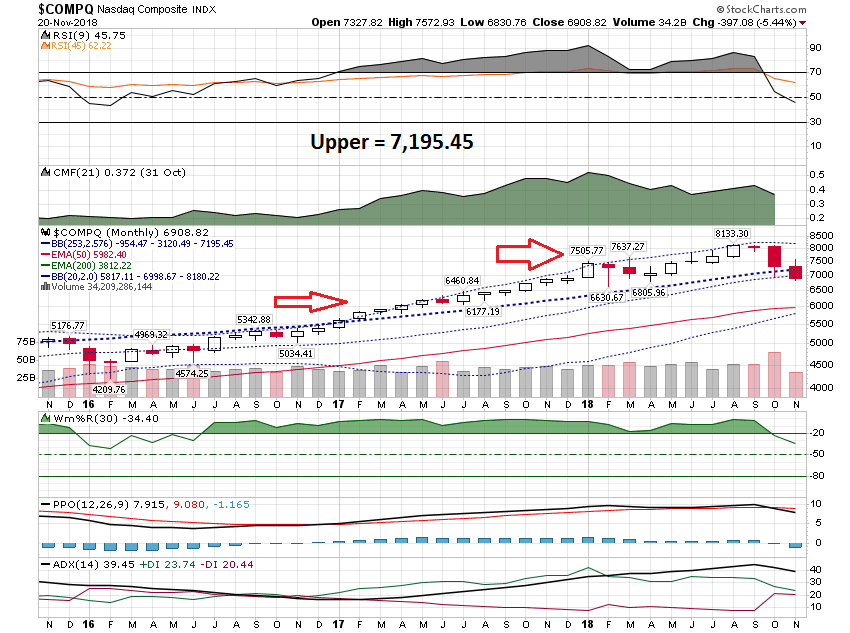 $COMPQ Nasdaq Composite INDX
© StockCharts.com
20-Nov-2018
Open 7327.82 High 7572.93 Low 6830.76 Close 6908.82 Volume 34.2B Chg -397.08 (-5.44%)
RSI(9) 45.75
RSI(45) 62.22
90
70
50
30
10
Upper = 7,195.45
CMF(21) 0.372 (31 Oct)
0.5
0.4
0.3
0.2
$COMPQ (Monthly) 6908.82
BB(253,2.576) -954.47 - 3120.49 - 7195.45
EMA(50) 5982.40
EMA(200) 3812.22
BB(20,2.0) 5817.11 - 6998.67 - 8180.22
Volume 34,209,286,144
8133.30
7505.77
7637.27
6460.84
6630.67
6805.96
6177.19
5342.88
5176.77
4969.32
5034.41
4574.25
4209.76
8500
8000
7500
7000
6500
6000
5500
5000
4500
4000
75B
50B
25B
N D 16 F M A M J J A S O N D 17 F M A M J J A S O N D 18 F M A M J J A S O N
Wm%R(30) -34.40
-20
-50
-80
PPO(12,26,9) 7.915, 9.080, -1.165
10
5
0
ADX(14) 39.45 +DI 23.74 -DI 20.44
40
30
20
10
N D 16 F M A M J J A S O N D 17 F M A M J J A S O N D 18 F M A M J J A S O N